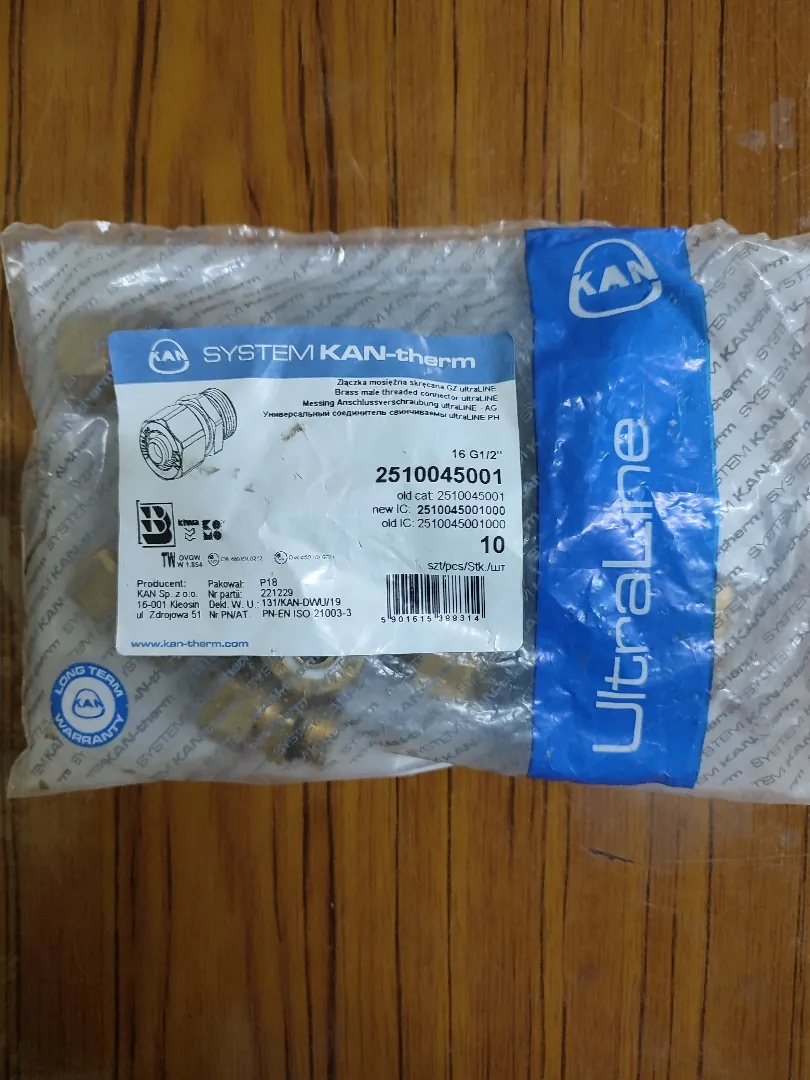 KAN
KAN SYSTEM KAN-therm
Złączka mosiężna skręcana GZ ultraLINE
Brass male threaded connector ultraLINE
Messing Anschlussverschraubung ultraLINE - AG
Универсальный соединитель свинчиваемы ultraLINE РН
16 G1/2"
2510045001
old cat: 2510045001
new IC: 2510045001000
old IC: 2510045001000
10
szt/pcs/Stk./шт
TW
Producent:
KAN Sp. z o.o.
16-001 Kleosin
ul Zdrojowa 51
Pakował: P18
Nr partii: 221229
Dekl. W. U.: 131/KAN-DWU/19
Nr PN/AT PN-EN ISO 21003-3
5 901615 388314
www.kan-therm.com
UltraLine
LONG TERM
KAN
WARRANTY